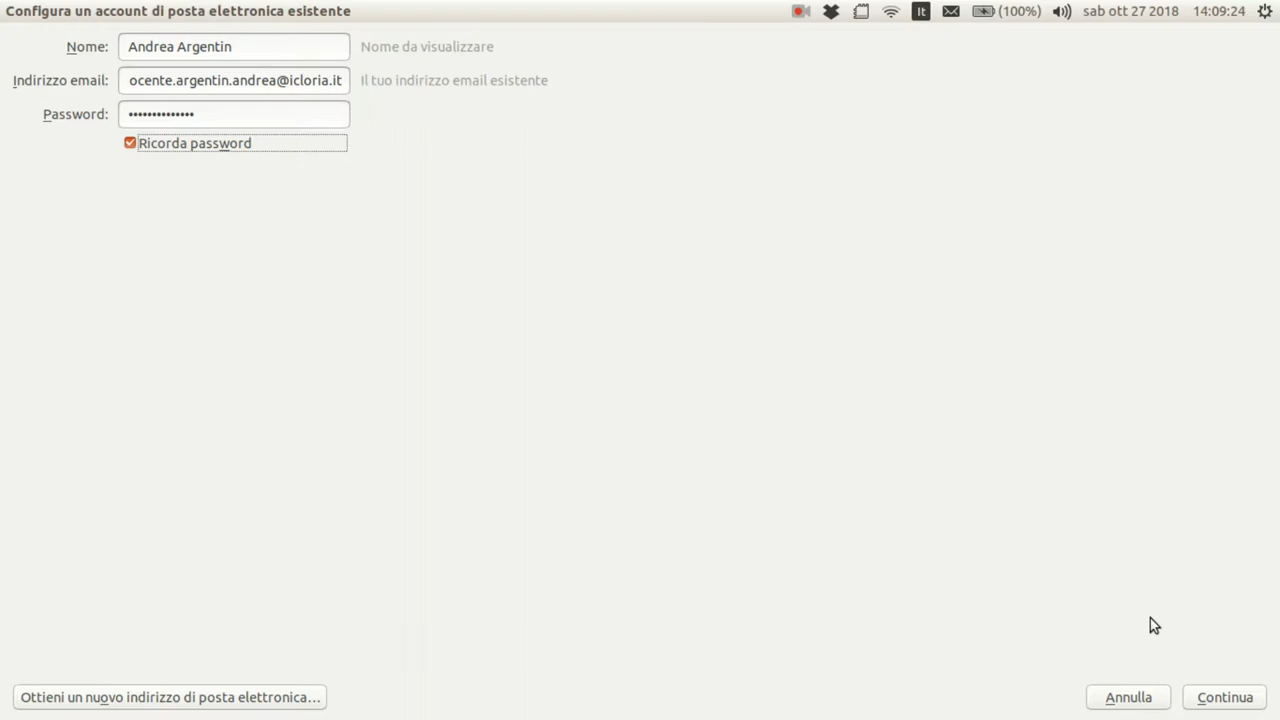 Configura un account di posta elettronica esistente It (100%) sab ott 27 2018 14:09:24
Nome: Andrea Argentin Nome da visualizzare
Indirizzo email: ocente.argentin.andrea@icloria.it Il tuo indirizzo email esistente
Password: ••••••••••••••
Ricorda password
Ottieni un nuovo indirizzo di posta elettronica... Annulla Continua